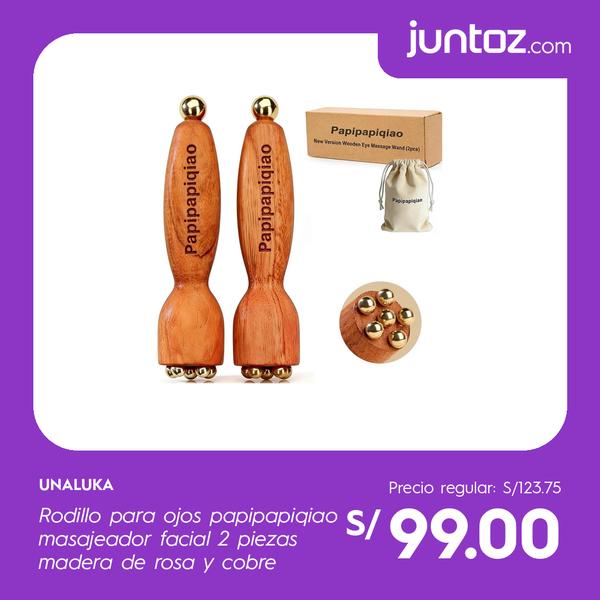 juntoz.com
Papipapiqiao
Papipapiqiao
Papipapiqiao
New Version Wooden Eye Massage Wand (2pcs)
Papipapiqiao
UNALUKA
Precio regular: S/123.75
Rodillo para ojos papipapiqiao
masajeador facial 2 piezas
madera de rosa y cobre
S/ 99.00